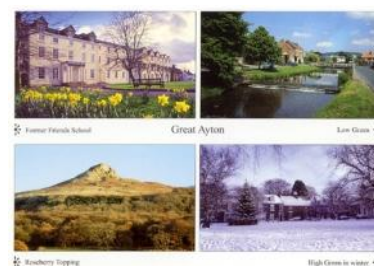 Former Friends School
Great Ayton
Low Green
Roseberry Topping
High Green in winter